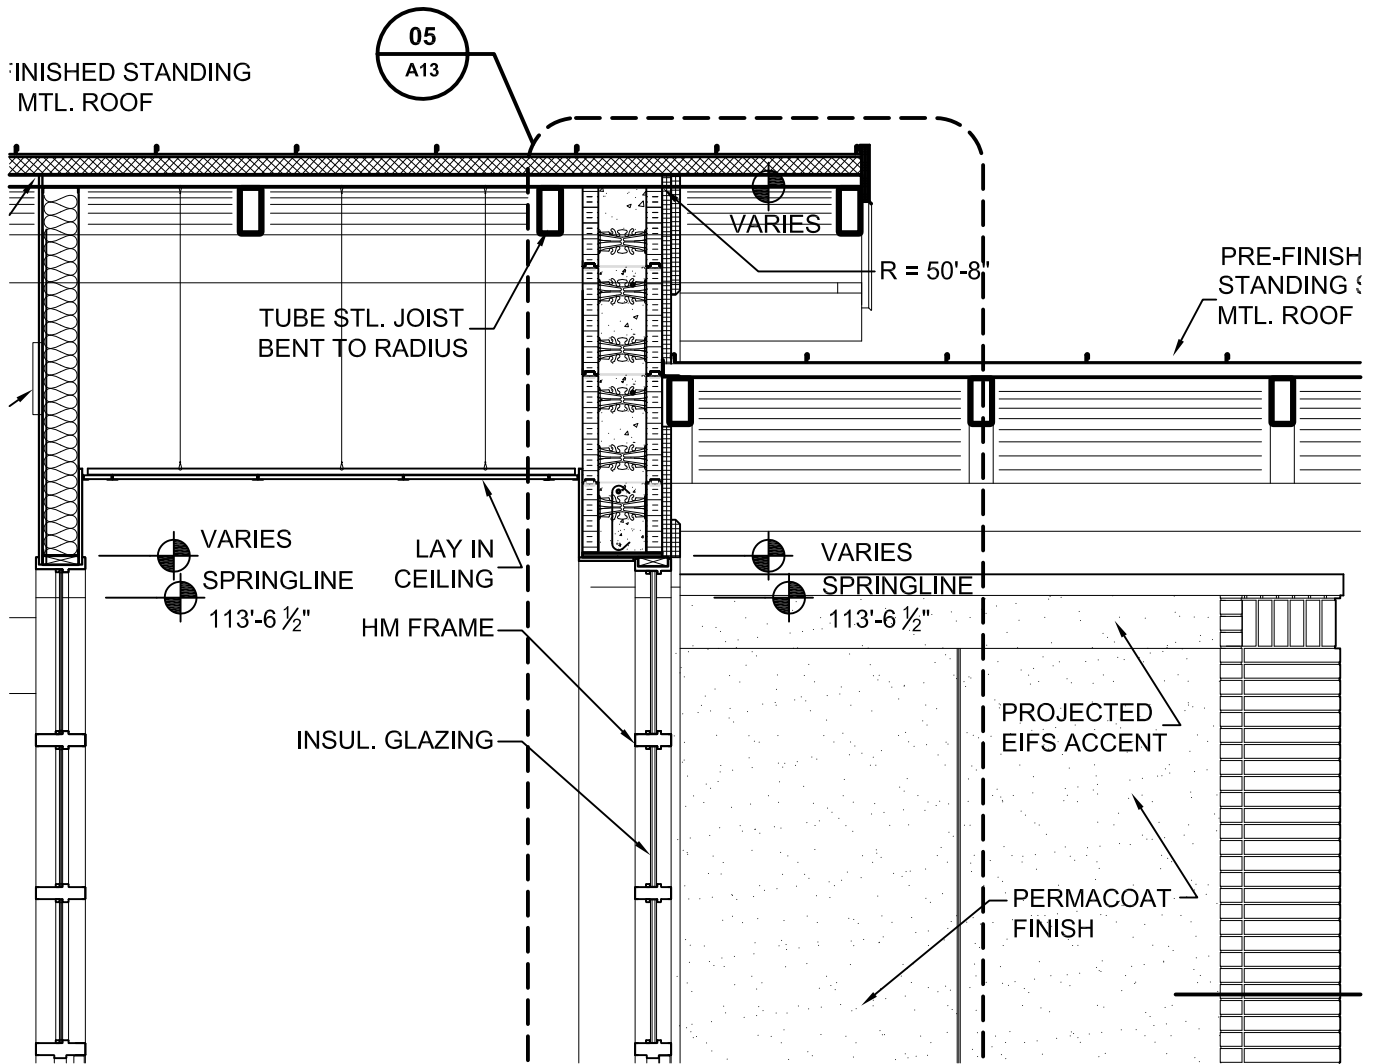 05
A13
FINISHED STANDING
MTL. ROOF
VARIES
R = 50'-8"
PRE-FINISH
STANDING S
MTL. ROOF
TUBE STL. JOIST
BENT TO RADIUS
VARIES
SPRINGLINE
113'-6 ½"
LAY IN
CEILING
VARIES
SPRINGLINE
113'-6 ½"
HM FRAME
INSUL. GLAZING
PROJECTED
EIFS ACCENT
PERMACOAT
FINISH